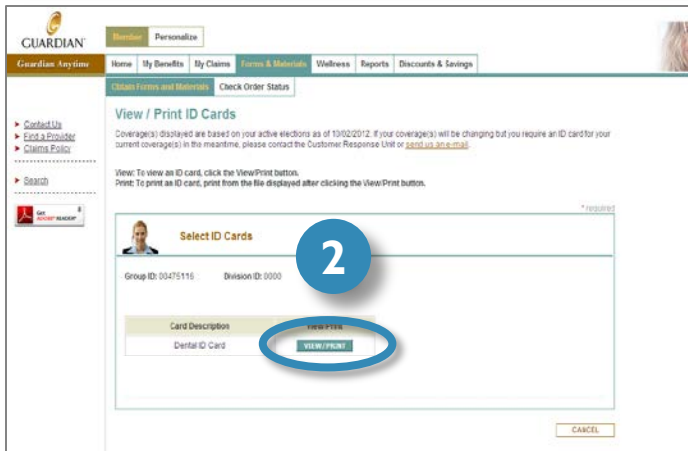 GUARDIAN
Member Personalize
Guardian Anytime
Home My Benefits My Claims Forms & Materials Wellness Reports Discounts & Savings
Obtain Forms and Materials Check Order Status
Contact Us
Find a Provider
Claims Policy
Search
Get ADOBE® READER®
View / Print ID Cards
Coverage(s) displayed are based on your active elections as of 10/02/2012. If your coverage(s) will be changing but you require an ID card for your
current coverage(s) in the meantime, please contact the Customer Response Unit or send us an e-mail.
View: To view an ID card, click the View/Print button.
Print: To print an ID card, print from the file displayed after clicking the View/Print button.
* required
Select ID Cards
2
Group ID: 00475116 Division ID: 0000
Card Description View/Print
Dental ID Card VIEW / PRINT
CANCEL